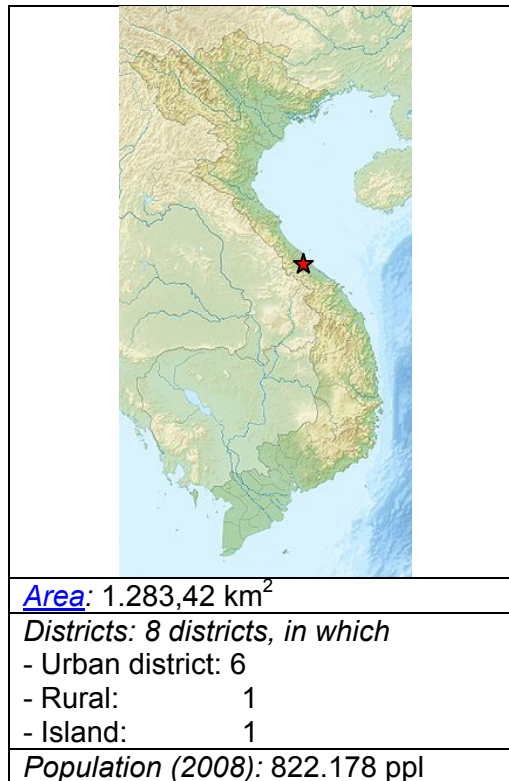 Area: 1.283,42 km²
Districts: 8 districts, in which
- Urban district: 6
- Rural: 1
- Island: 1
Population (2008): 822.178 ppl